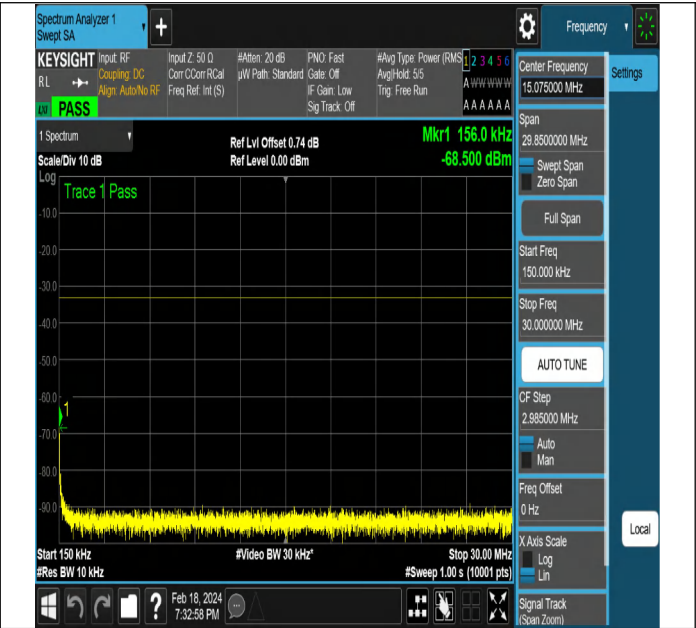 Spectrum Analyzer 1
Swept SA
+
Frequency
KEYSIGHT
Input: RF
Coupling: DC
Align: Auto/No RF
Input Z: 50 Ω
Corr CCorr RCal
Freq Ref: Int (S)
#Atten: 20 dB
µW Path: Standard
PNO: Fast
Gate: Off
IF Gain: Low
Sig Track: Off
#Avg Type: Power (RMS
Avg|Hold: 5/5
Trig: Free Run
1 2 3 4 5 6
A W W W W W
A A A A A A
R L
LXI
PASS
1 Spectrum
Scale/Div 10 dB
Ref Lvl Offset 0.74 dB
Ref Level 0.00 dBm
Mkr1 156.0 kHz
-68.500 dBm
Log
Trace 1 Pass
-10.0
-20.0
-30.0
-40.0
-50.0
-60.0
1
-70.0
-80.0
-90.0
Start 150 kHz
#Res BW 10 kHz
#Video BW 30 kHz*
Stop 30.00 MHz
#Sweep 1.00 s (10001 pts)
?
Feb 18, 2024
7:32:58 PM
Center Frequency
15.075000 MHz
Settings
Span
29.8500000 MHz
Swept Span
Zero Span
Full Span
Start Freq
150.000 kHz
Stop Freq
30.000000 MHz
AUTO TUNE
CF Step
2.985000 MHz
Auto
Man
Freq Offset
0 Hz
Local
X Axis Scale
Log
Lin
Signal Track
(Span Zoom)